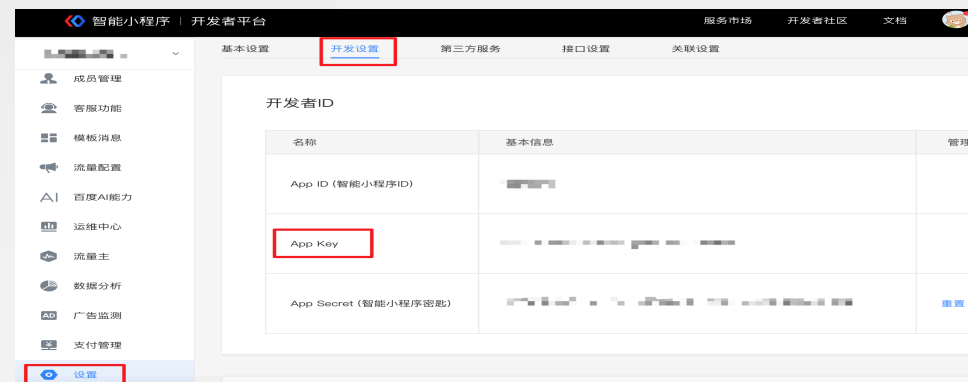 智能小程序 | 开发者平台
服务市场 开发者社区 文档
基本设置 开发设置 第三方服务 接口设置 关联设置
成员管理
客服功能
模板消息
流量配置
AI 百度AI能力
运维中心
流量主
数据分析
AD 广告监测
支付管理
设置
开发者ID
名称 基本信息 管理
App ID (智能小程序ID)
App Key
App Secret (智能小程序密匙) 重置